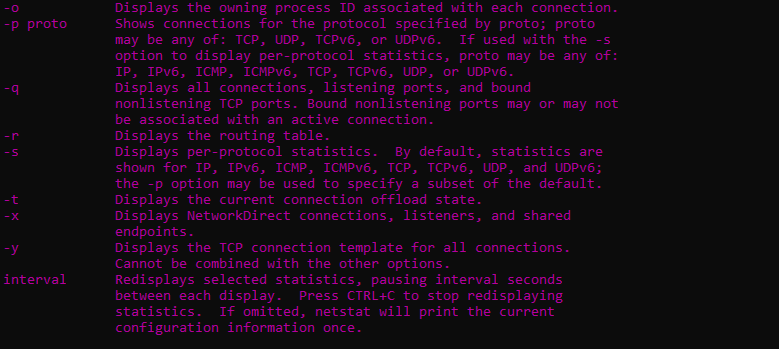 -o            Displays the owning process ID associated with each connection.
-p proto      Shows connections for the protocol specified by proto; proto
              may be any of: TCP, UDP, TCPv6, or UDPv6.  If used with the -s
              option to display per-protocol statistics, proto may be any of:
              IP, IPv6, ICMP, ICMPv6, TCP, TCPv6, UDP, or UDPv6.
-q            Displays all connections, listening ports, and bound
              nonlistening TCP ports. Bound nonlistening ports may or may not
              be associated with an active connection.
-r            Displays the routing table.
-s            Displays per-protocol statistics.  By default, statistics are
              shown for IP, IPv6, ICMP, ICMPv6, TCP, TCPv6, UDP, and UDPv6;
              the -p option may be used to specify a subset of the default.
-t            Displays the current connection offload state.
-x            Displays NetworkDirect connections, listeners, and shared
              endpoints.
-y            Displays the TCP connection template for all connections.
              Cannot be combined with the other options.
interval      Redisplays selected statistics, pausing interval seconds
              between each display.  Press CTRL+C to stop redisplaying
              statistics.  If omitted, netstat will print the current
              configuration information once.